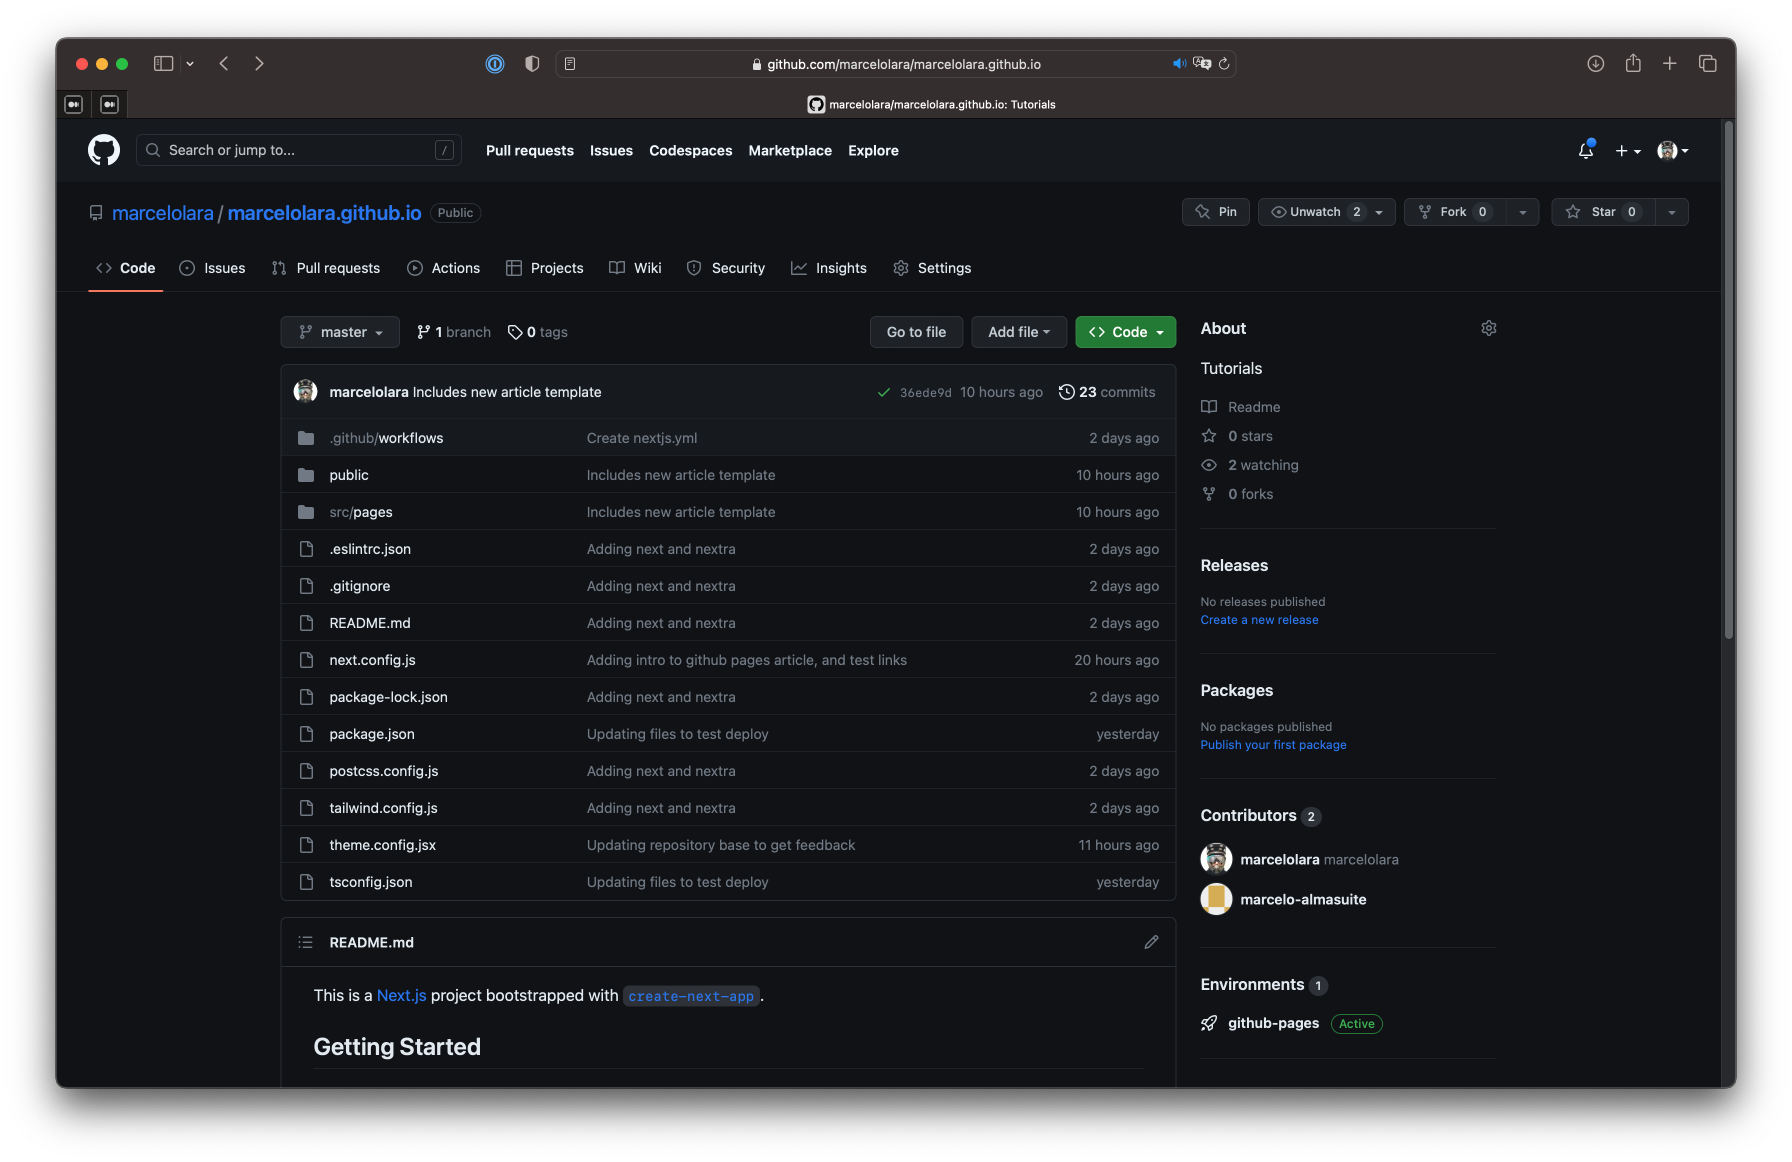 github.com/marcelolara/marcelolara.github.io
marcelolara/marcelolara.github.io: Tutorials
Search or jump to...
/
Pull requests Issues Codespaces Marketplace Explore
marcelolara / marcelolara.github.io Public
Pin Unwatch 2 Fork 0 Star 0
Code Issues Pull requests Actions Projects Wiki Security Insights Settings
master 1 branch 0 tags Go to file Add file Code
marcelolara Includes new article template 36ede9d 10 hours ago 23 commits
.github/workflows Create nextjs.yml 2 days ago
public Includes new article template 10 hours ago
src/pages Includes new article template 10 hours ago
.eslintrc.json Adding next and nextra 2 days ago
.gitignore Adding next and nextra 2 days ago
README.md Adding next and nextra 2 days ago
next.config.js Adding intro to github pages article, and test links 20 hours ago
package-lock.json Adding next and nextra 2 days ago
package.json Updating files to test deploy yesterday
postcss.config.js Adding next and nextra 2 days ago
tailwind.config.js Adding next and nextra 2 days ago
theme.config.jsx Updating repository base to get feedback 11 hours ago
tsconfig.json Updating files to test deploy yesterday
README.md
This is a Next.js project bootstrapped with create-next-app.
Getting Started
About
Tutorials
Readme
0 stars
2 watching
0 forks
Releases
No releases published
Create a new release
Packages
No packages published
Publish your first package
Contributors 2
marcelolara marcelolara
marcelo-almasuite
Environments 1
github-pages Active